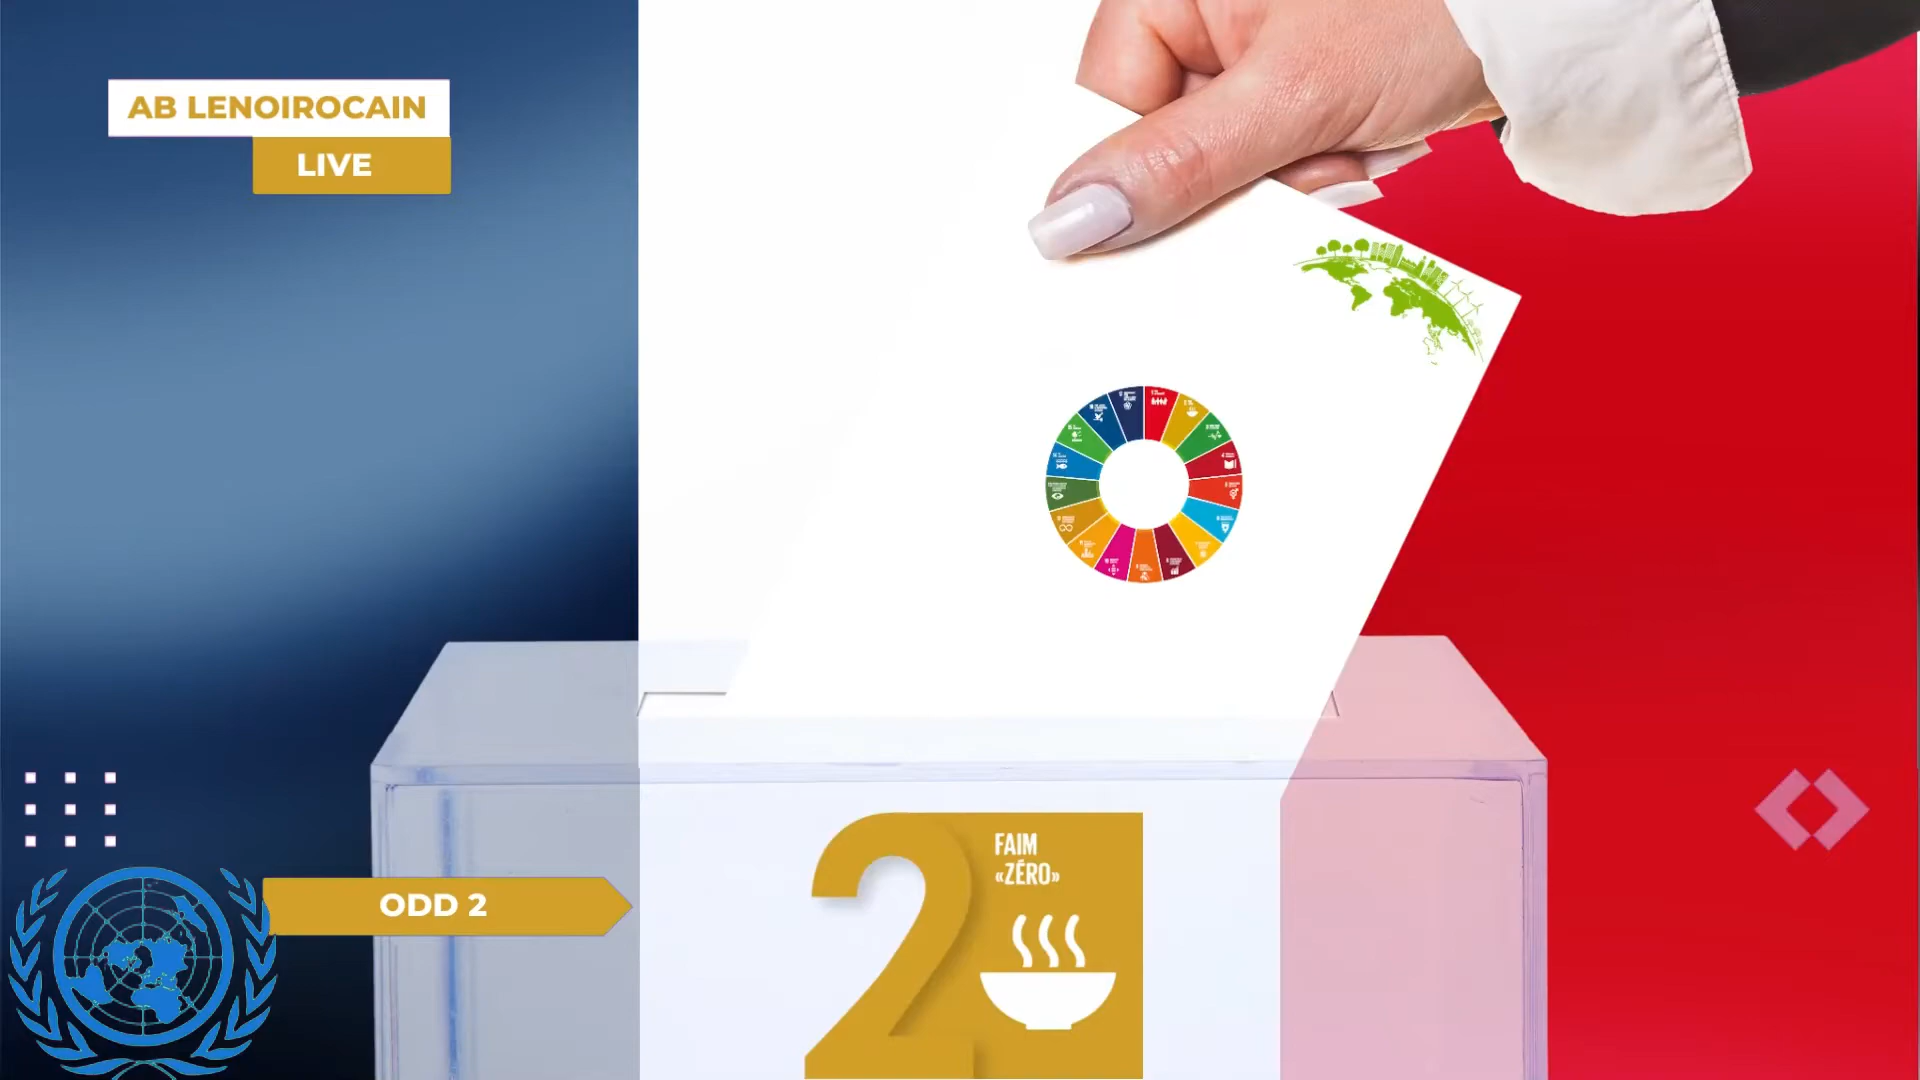 AB LENOIROCAIN
LIVE
ODD 2
2
FAIM
«ZÉRO»